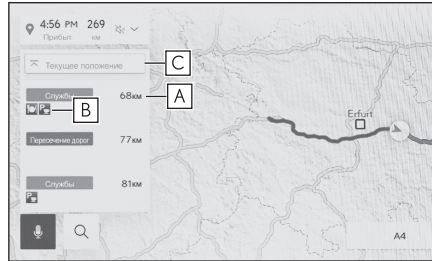 4:56 PM 269
Прибыт. км
Текущее положение
C
Службы 68км
A
B
Пересечение дорог 77км
Службы 81км
Erfurt
A4